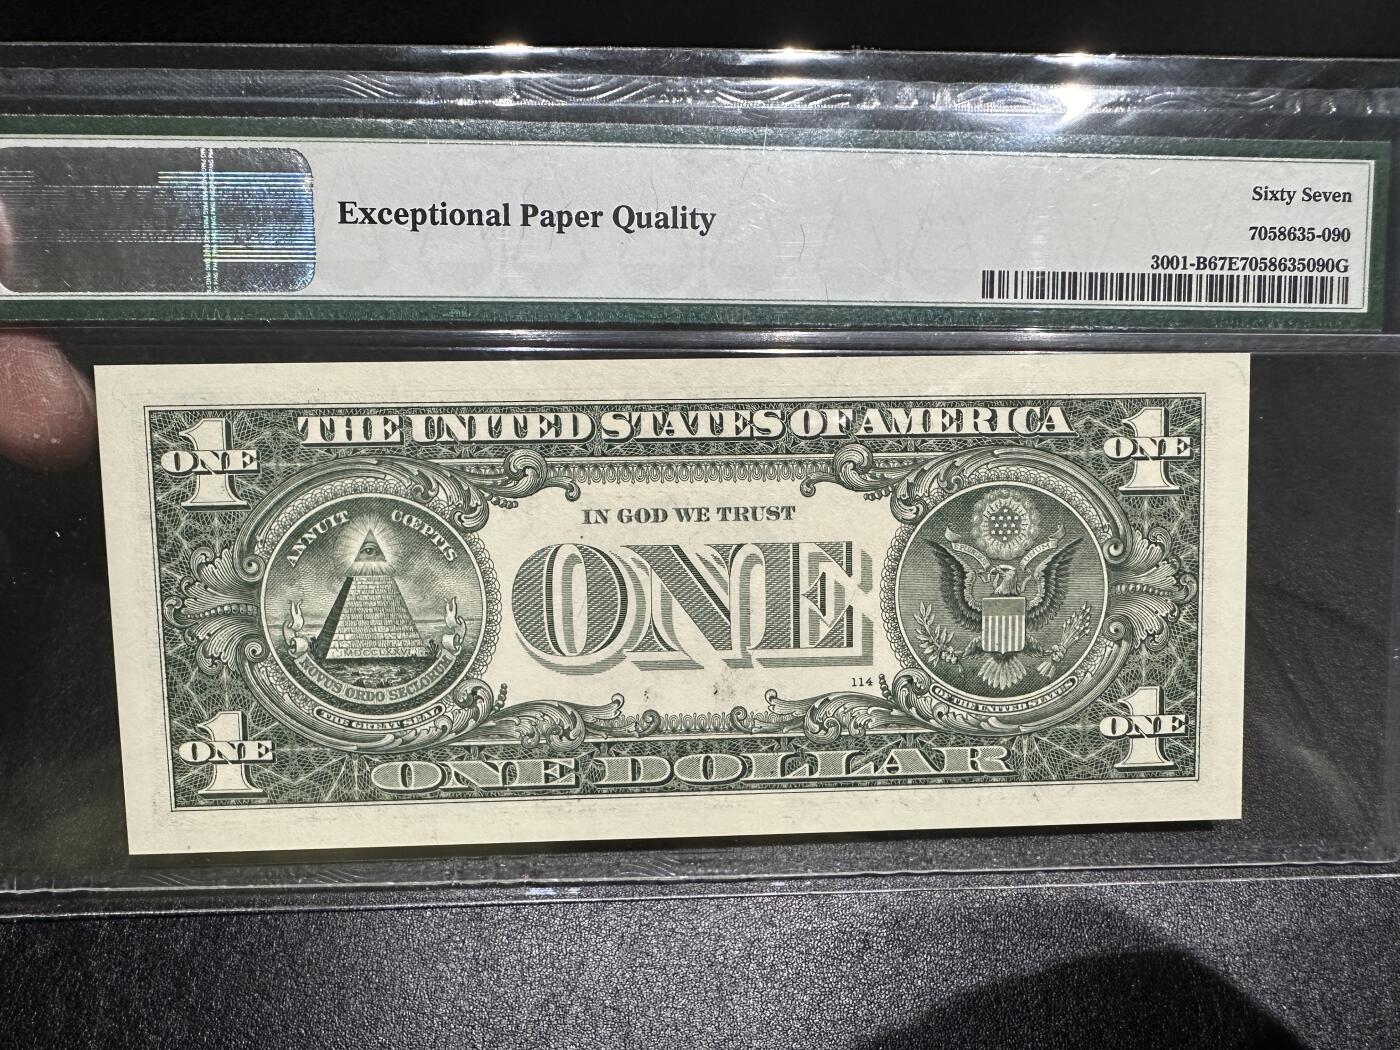 Exceptional Paper Quality
Sixty Seven
7058635-090
3001-B67E7058635090G
THE UNITED STATES OF AMERICA
1 ONE
ONE 1
ANNUIT CŒPTIS
IN GOD WE TRUST
ONE
MDCCLXXVI
NOVUS ORDO SECLORUM
THE GREAT SEAL
114
OF THE UNITED STATES
1 ONE
ONE 1
ONE DOLLAR